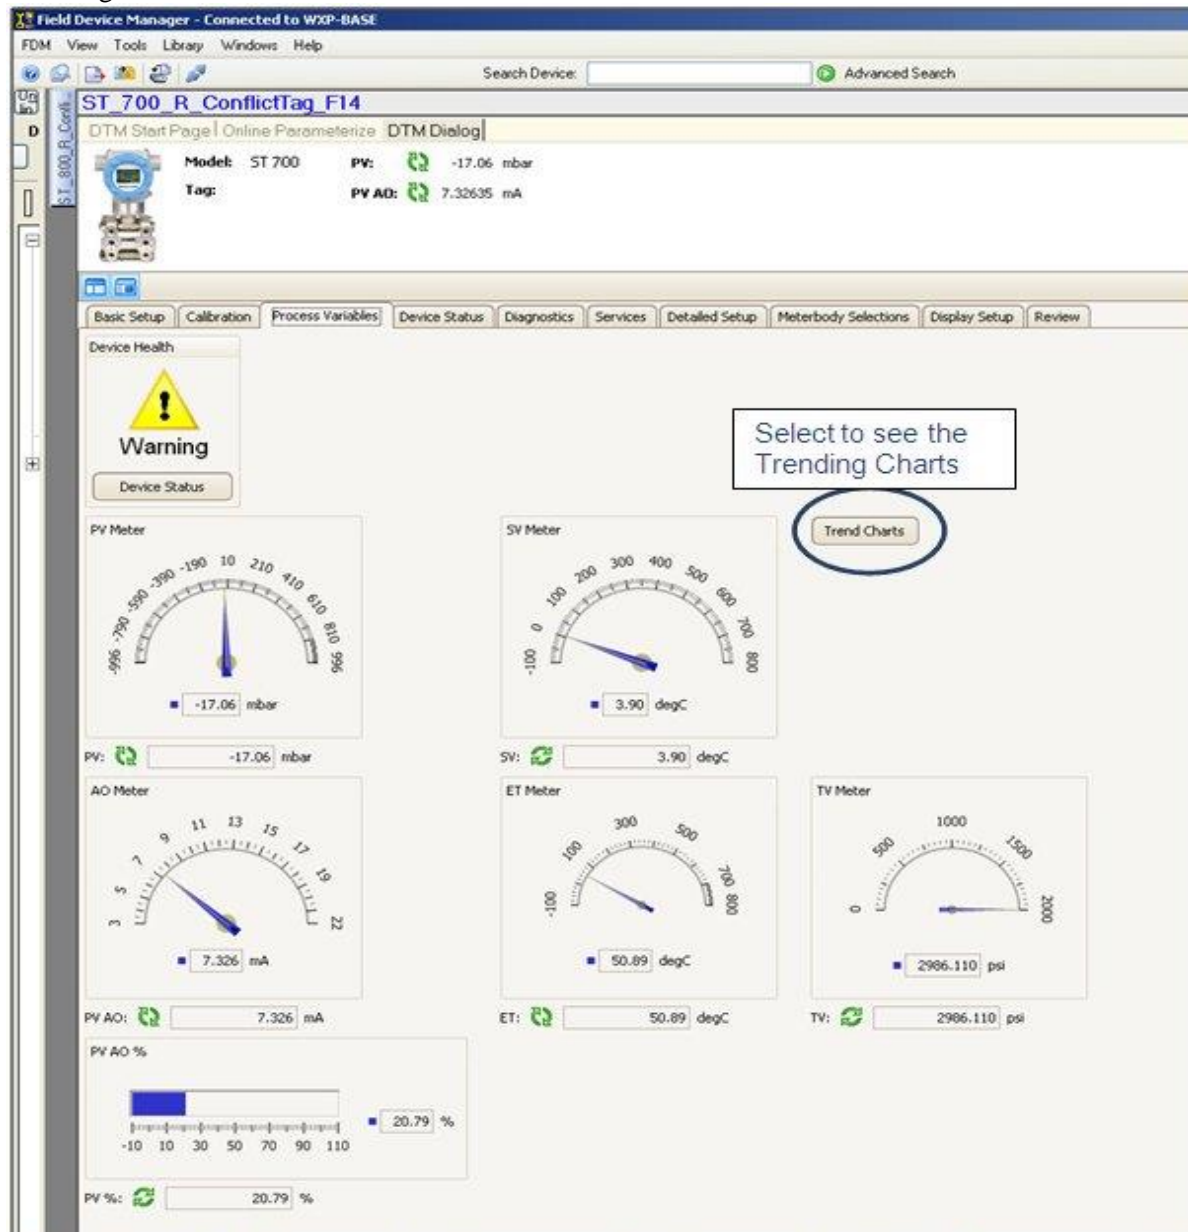 Field Device Manager - Connected to WXP-BASE
FDM View Tools Library Windows Help
Search Device: Advanced Search
ST_700_R_ConflictTag_F14
DTM Start Page Online Parameterize DTM Dialog
Model: ST 700 PV: -17.06 mbar
Tag: PV AO: 7.32635 mA
Basic Setup Calibration Process Variables Device Status Diagnostics Services Detailed Setup Meterbody Selections Display Setup Review
Device Health
Warning
Device Status
Select to see the
Trending Charts
Trend Charts
PV Meter
-996 -790 -590 -390 -190 10 210 410 610 810 996
-17.06 mbar
PV: -17.06 mbar
SV Meter
-100 0 100 200 300 400 500 600 700 800
3.90 degC
SV: 3.90 degC
AO Meter
3 5 7 9 11 13 15 17 19 22
7.326 mA
PV AO: 7.326 mA
ET Meter
-100 100 300 500 700 800
50.89 degC
ET: 50.89 degC
TV Meter
0 500 1000 1500 2000
2986.110 psi
TV: 2986.110 psi
PV AO %
-10 10 30 50 70 90 110
20.79 %
PV %: 20.79 %